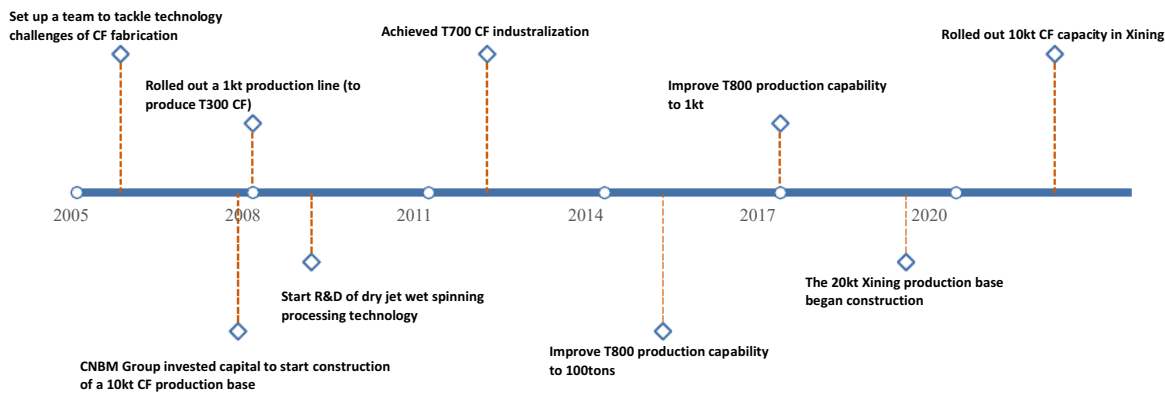 Set up a team to tackle technology
challenges of CF fabrication
Achieved T700 CF industralization
Rolled out 10kt CF capacity in Xining
Rolled out a 1kt production line (to
produce T300 CF)
Improve T800 production capability
to 1kt
2005
2008
2011
2014
2017
2020
Start R&D of dry jet wet spinning
processing technology
The 20kt Xining production base
began construction
CNBM Group invested capital to start construction
of a 10kt CF production base
Improve T800 production capability
to 100tons